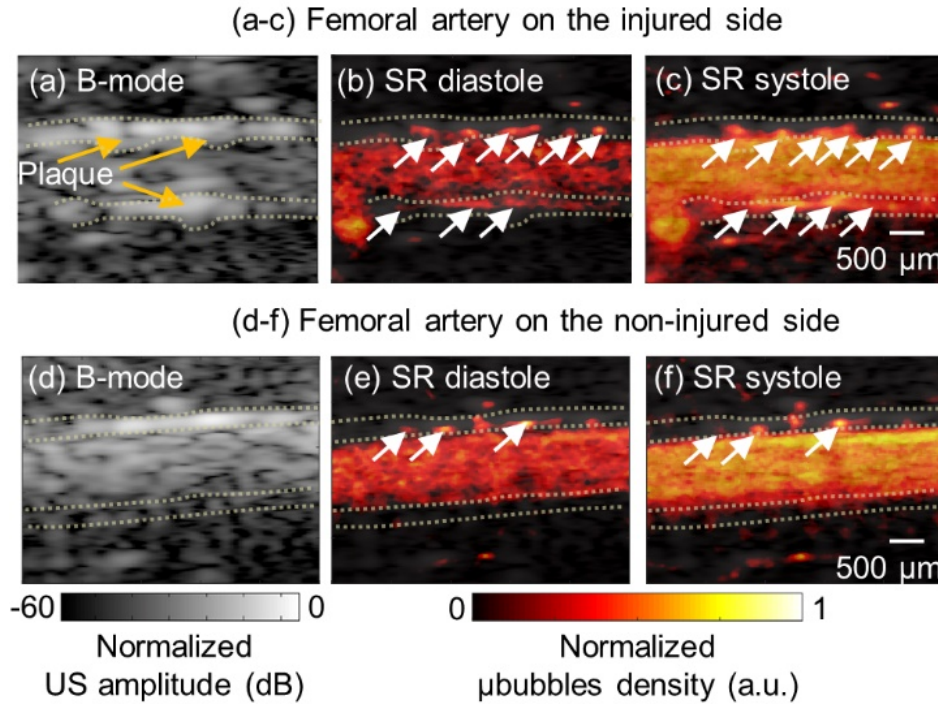 (a-c) Femoral artery on the injured side
(a) B-mode
(b) SR diastole
(c) SR systole
Plaque
500 µm
(d-f) Femoral artery on the non-injured side
(d) B-mode
(e) SR diastole
(f) SR systole
500 µm
-60
0
0
1
Normalized
US amplitude (dB)
Normalized
µbubbles density (a.u.)